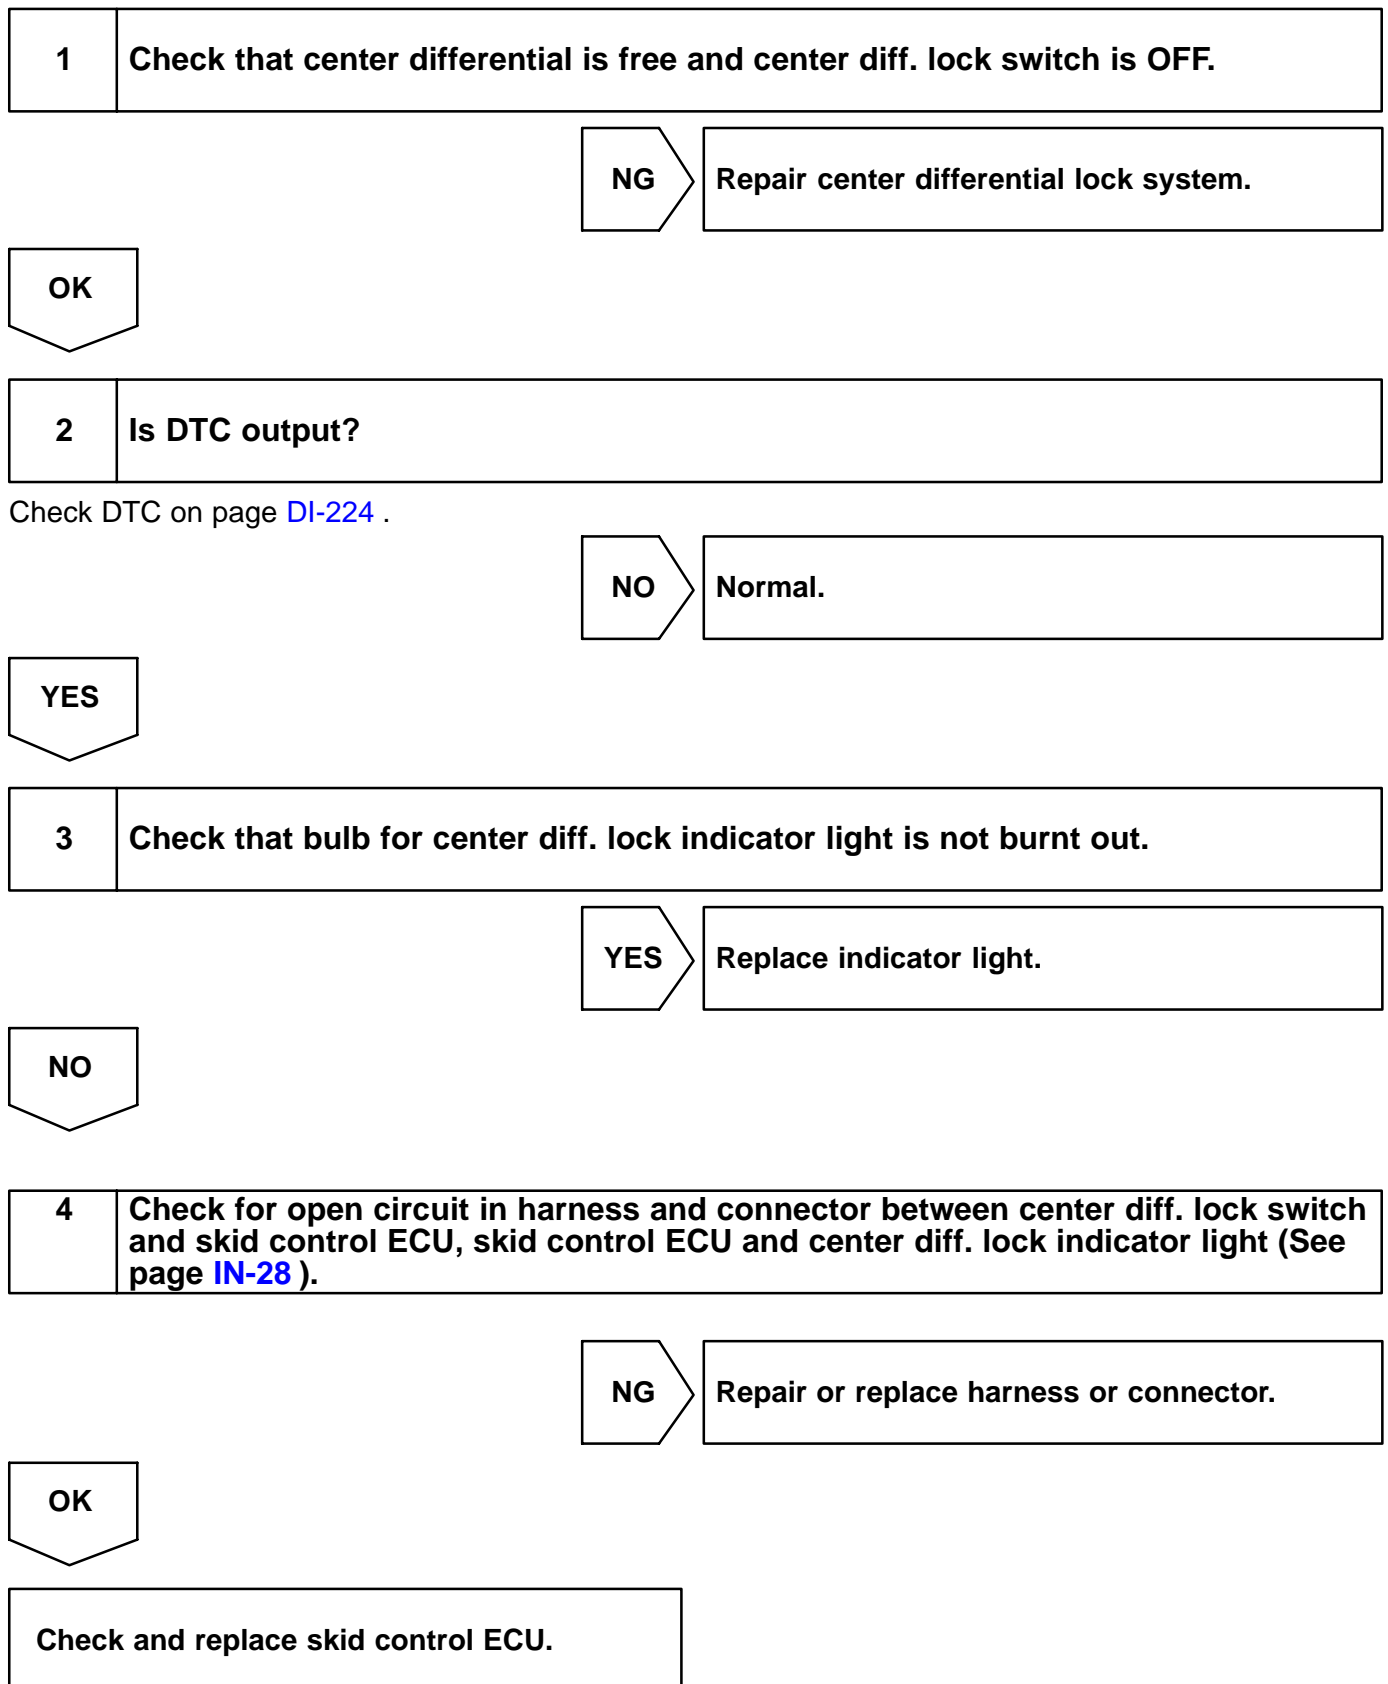 1
Check that center differential is free and center diff. lock switch is OFF.
NG
Repair center differential lock system.
OK
2
Is DTC output?
Check DTC on page DI-224 .
NO
Normal.
YES
3
Check that bulb for center diff. lock indicator light is not burnt out.
YES
Replace indicator light.
NO
4
Check for open circuit in harness and connector between center diff. lock switch
and skid control ECU, skid control ECU and center diff. lock indicator light (See
page IN-28 ).
NG
Repair or replace harness or connector.
OK
Check and replace skid control ECU.